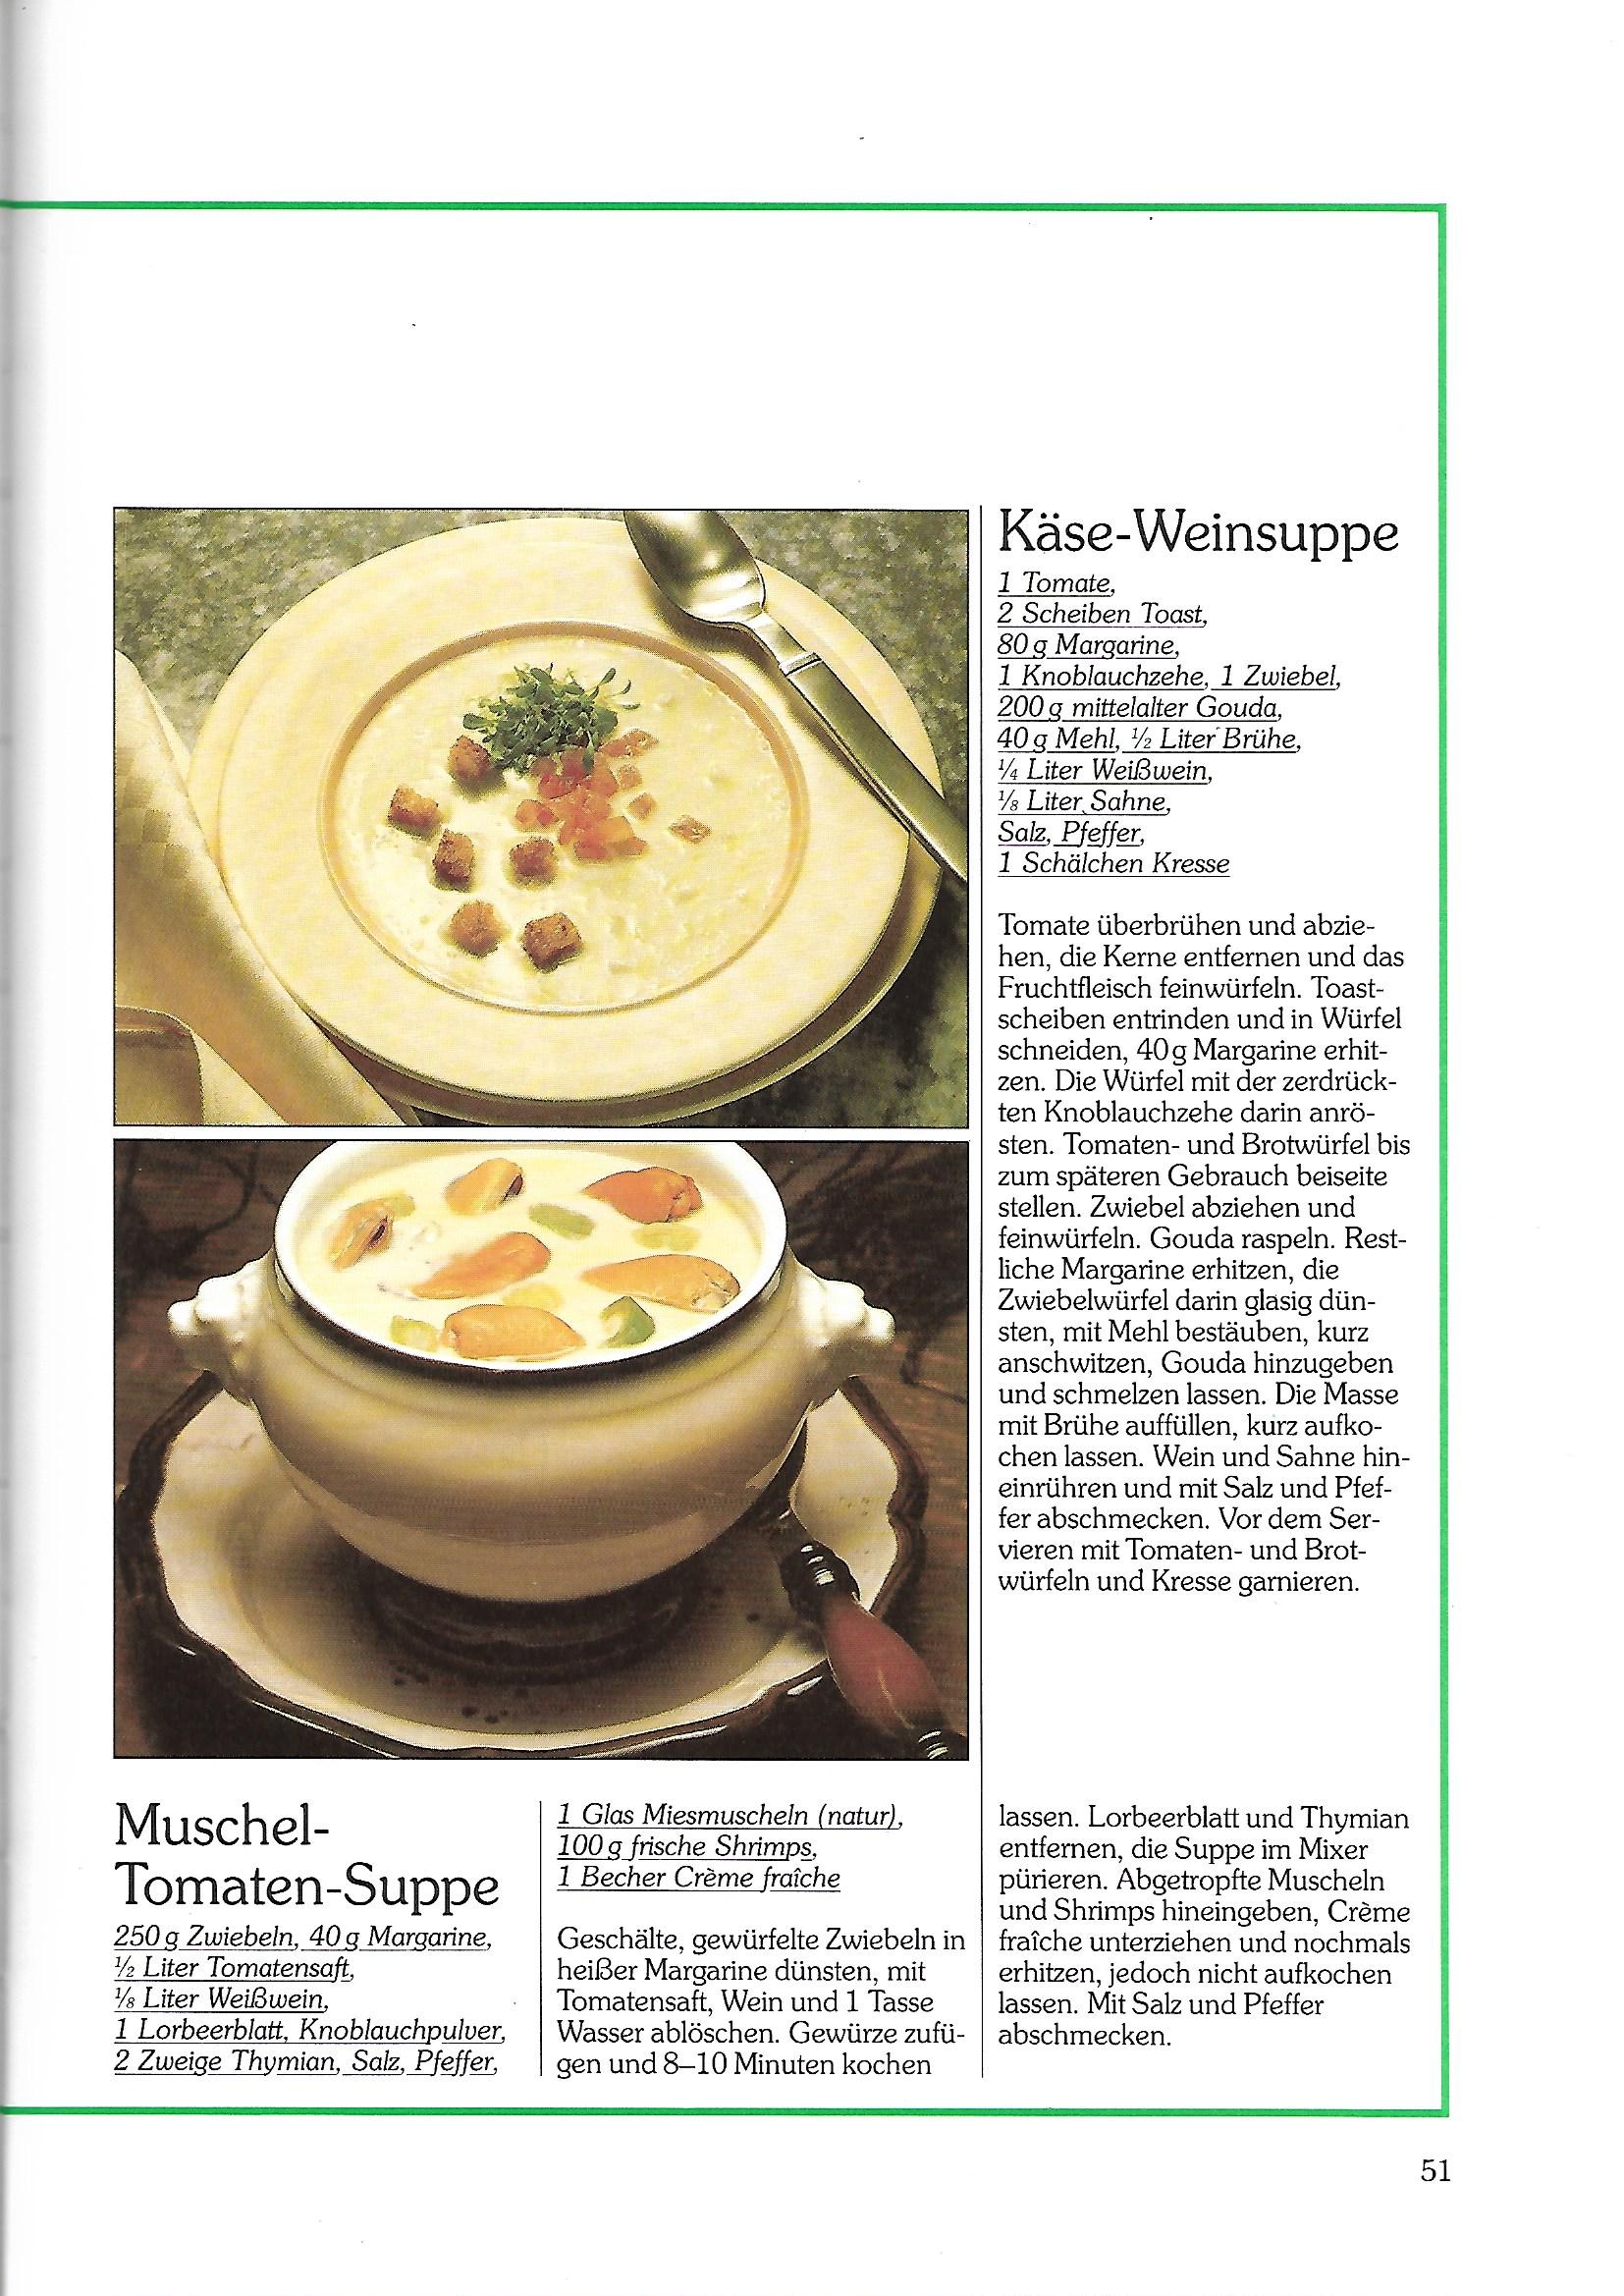 Käse-Weinsuppe
1 Tomate,
2 Scheiben Toast,
80 g Margarine,
1 Knoblauchzehe, 1 Zwiebel,
200 g mittelalter Gouda,
40 g Mehl, ½ Liter Brühe,
¼ Liter Weißwein,
⅛ Liter Sahne,
Salz, Pfeffer,
1 Schälchen Kresse
Tomate überbrühen und abzie-
hen, die Kerne entfernen und das
Fruchtfleisch feinwürfeln. Toast-
scheiben entrinden und in Würfel
schneiden, 40 g Margarine erhit-
zen. Die Würfel mit der zerdrück-
ten Knoblauchzehe darin anrö-
sten. Tomaten- und Brotwürfel bis
zum späteren Gebrauch beiseite
stellen. Zwiebel abziehen und
feinwürfeln. Gouda raspeln. Rest-
liche Margarine erhitzen, die
Zwiebelwürfel darin glasig dün-
sten, mit Mehl bestäuben, kurz
anschwitzen, Gouda hinzugeben
und schmelzen lassen. Die Masse
mit Brühe auffüllen, kurz aufko-
chen lassen. Wein und Sahne hin-
einrühren und mit Salz und Pfef-
fer abschmecken. Vor dem Ser-
vieren mit Tomaten- und Brot-
würfeln und Kresse garnieren.
Muschel-
Tomaten-Suppe
250 g Zwiebeln, 40 g Margarine,
½ Liter Tomatensaft,
⅛ Liter Weißwein,
1 Lorbeerblatt, Knoblauchpulver,
2 Zweige Thymian, Salz, Pfeffer,
1 Glas Miesmuscheln (natur),
100 g frische Shrimps,
1 Becher Crème fraîche
Geschälte, gewürfelte Zwiebeln in
heißer Margarine dünsten, mit
Tomatensaft, Wein und 1 Tasse
Wasser ablöschen. Gewürze zufü-
gen und 8–10 Minuten kochen
lassen. Lorbeerblatt und Thymian
entfernen, die Suppe im Mixer
pürieren. Abgetropfte Muscheln
und Shrimps hineingeben, Crème
fraîche unterziehen und nochmals
erhitzen, jedoch nicht aufkochen
lassen. Mit Salz und Pfeffer
abschmecken.
51